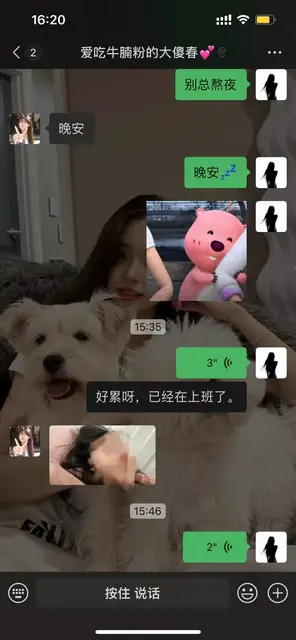 16:20
2
爱吃牛腩粉的大傻春💕
别总熬夜
晚安
晚安💤
15:35
3"
好累呀，已经在上班了。
15:46
2"
按住 说话